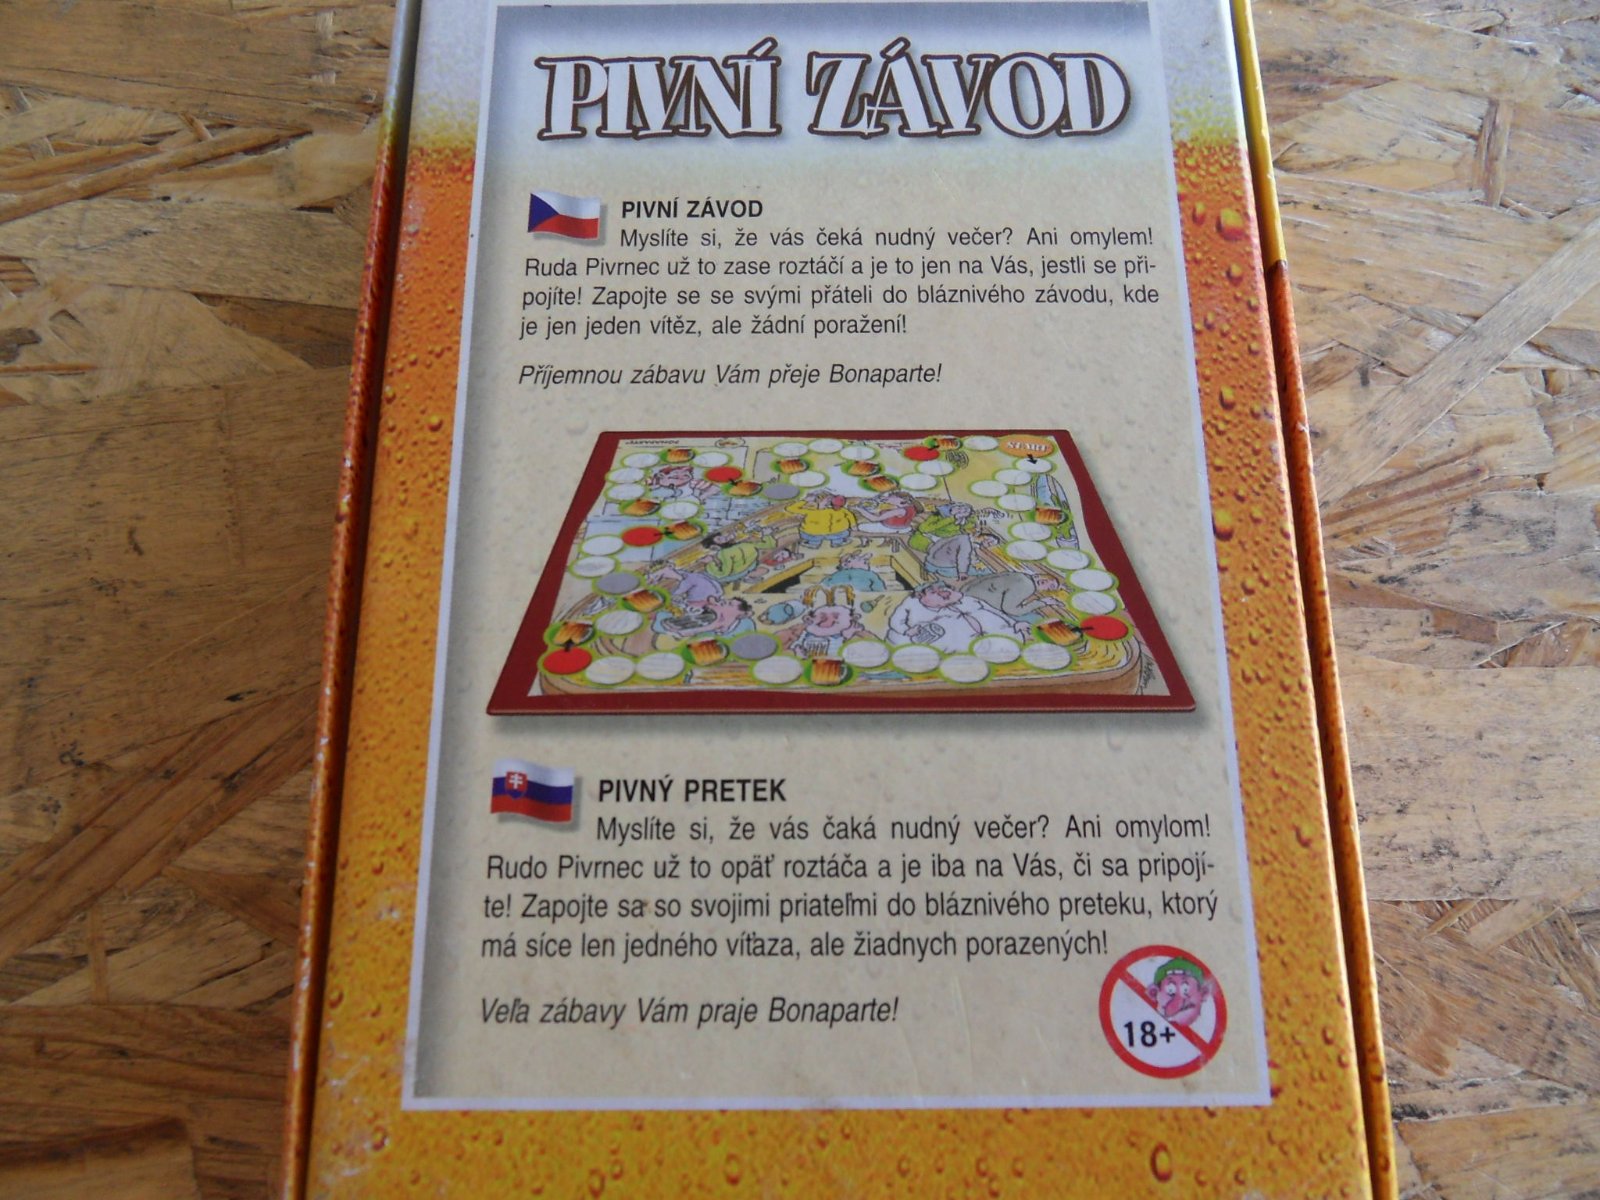 PIVNÍ ZÁVOD
PIVNÍ ZÁVOD
Myslíte si, že vás čeká nudný večer? Ani omylem!
Ruda Pivrnec už to zase roztáčí a je to jen na Vás, jestli se při-
pojíte! Zapojte se se svými přáteli do bláznivého závodu, kde
je jen jeden vítěz, ale žádní poražení!
Příjemnou zábavu Vám přeje Bonaparte!
BONAPARTE
START
PIVNÝ PRETEK
Myslíte si, že vás čaká nudný večer? Ani omylom!
Rudo Pivrnec už to opäť roztáča a je iba na Vás, či sa pripojí-
te! Zapojte sa so svojimi priateľmi do bláznivého preteku, ktorý
má síce len jedného víťaza, ale žiadnych porazených!
Veľa zábavy Vám praje Bonaparte!
18+